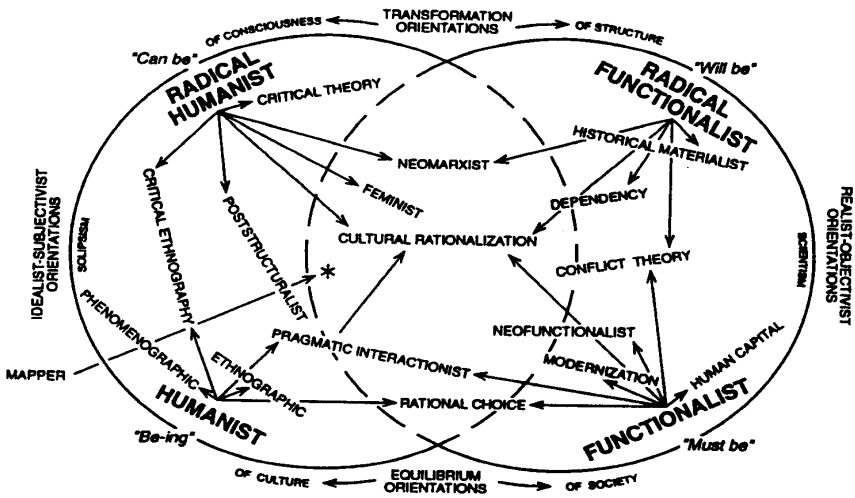 TRANSFORMATION
ORIENTATIONS
OF CONSCIOUSNESS
OF STRUCTURE
"Can be"
"Will be"
RADICAL
HUMANIST
RADICAL
FUNCTIONALIST
CRITICAL THEORY
HISTORICAL MATERIALIST
NEOMARXIST
FEMINIST
DEPENDENCY
CRITICAL ETHNOGRAPHY
POSTSTRUCTURALIST
CULTURAL RATIONALIZATION
CONFLICT THEORY
IDEALIST-SUBJECTIVIST
ORIENTATIONS
SOLIPSISM
SCIENTISM
REALIST-OBJECTIVIST
ORIENTATIONS
*
PHENOMENOGRAPHIC
ETHNOGRAPHIC
PRAGMATIC INTERACTIONIST
NEOFUNCTIONALIST
MODERNIZATION
HUMAN CAPITAL
MAPPER
RATIONAL CHOICE
HUMANIST
FUNCTIONALIST
"Be-ing"
"Must be"
OF CULTURE
EQUILIBRIUM
ORIENTATIONS
OF SOCIETY